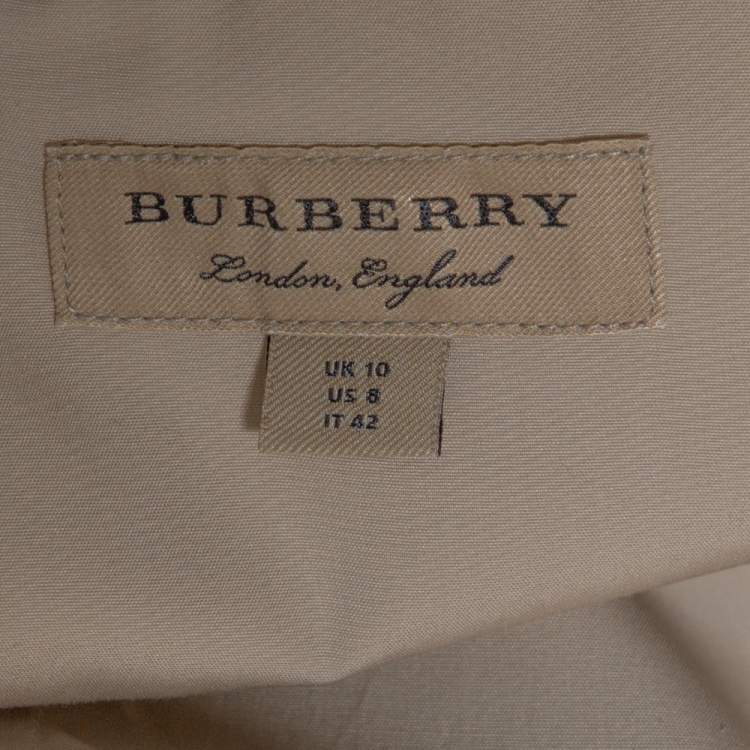 BURBERRY
London, England
UK 10
US 8
IT 42